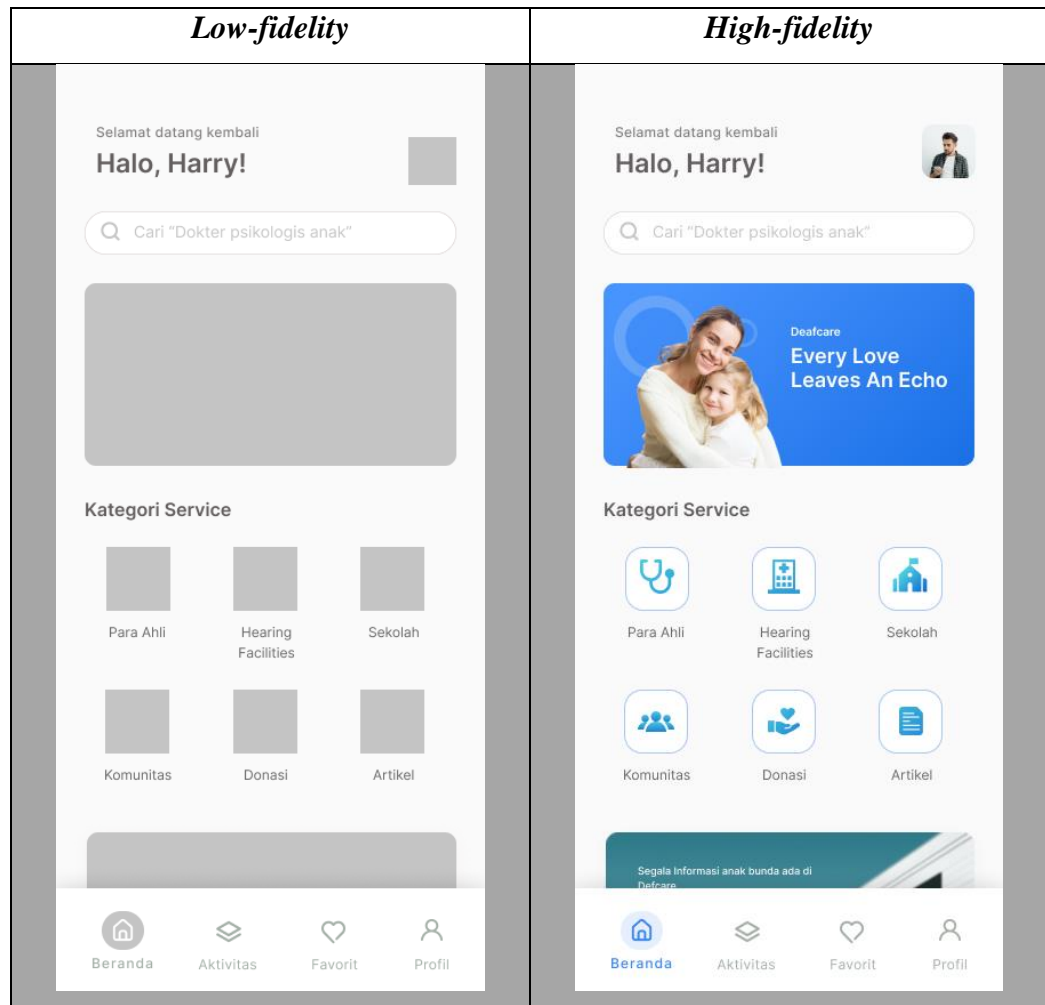 Low-fidelity
High-fidelity
Selamat datang kembali
Halo, Harry!
Cari "Dokter psikologis anak"
Kategori Service
Para Ahli
Hearing
Facilities
Sekolah
Komunitas
Donasi
Artikel
Beranda
Aktivitas
Favorit
Profil
Selamat datang kembali
Halo, Harry!
Cari "Dokter psikologis anak"
Deafcare
Every Love
Leaves An Echo
Kategori Service
Para Ahli
Hearing
Facilities
Sekolah
Komunitas
Donasi
Artikel
Segala Informasi anak bunda ada di
Defcare
Beranda
Aktivitas
Favorit
Profil